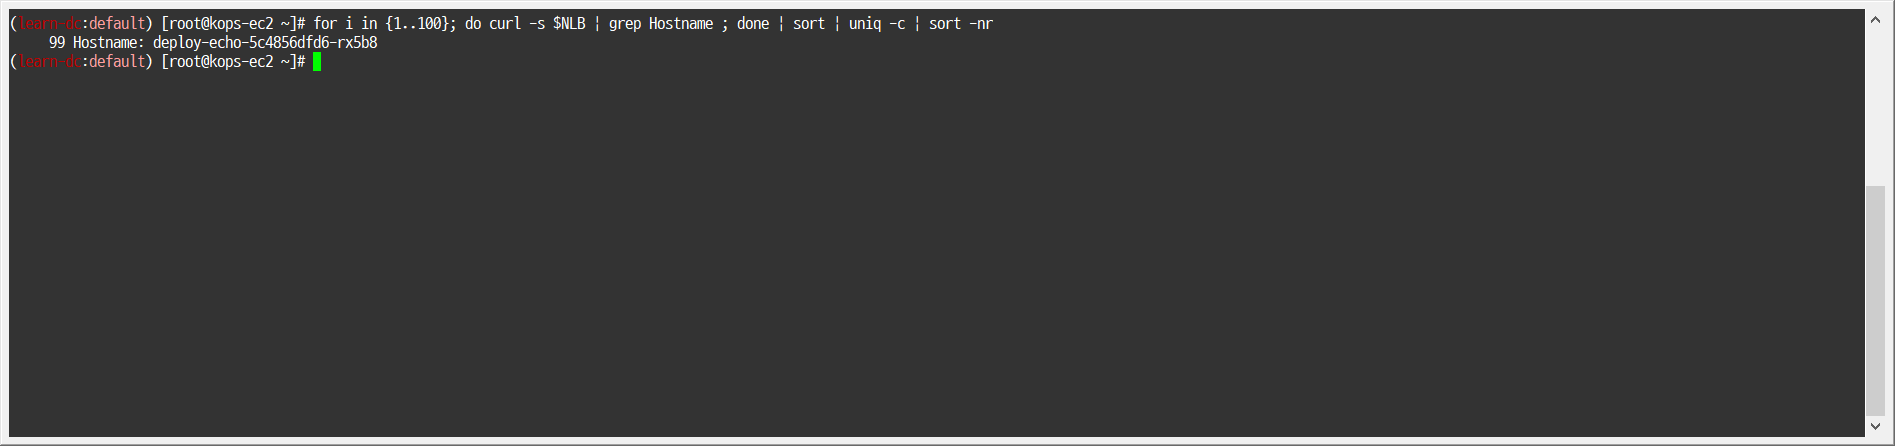 (learn-dc:default) [root@kops-ec2 ~]# for i in {1..100}; do curl -s $NLB | grep Hostname ; done | sort | uniq -c | sort -nr
99 Hostname: deploy-echo-5c4856dfd6-rx5b8
(learn-dc:default) [root@kops-ec2 ~]#